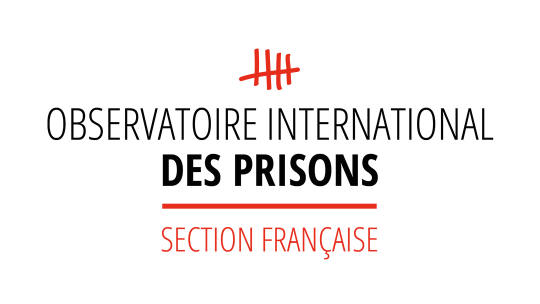 OBSERVATOIRE INTERNATIONAL
DES PRISONS
SECTION FRANÇAISE